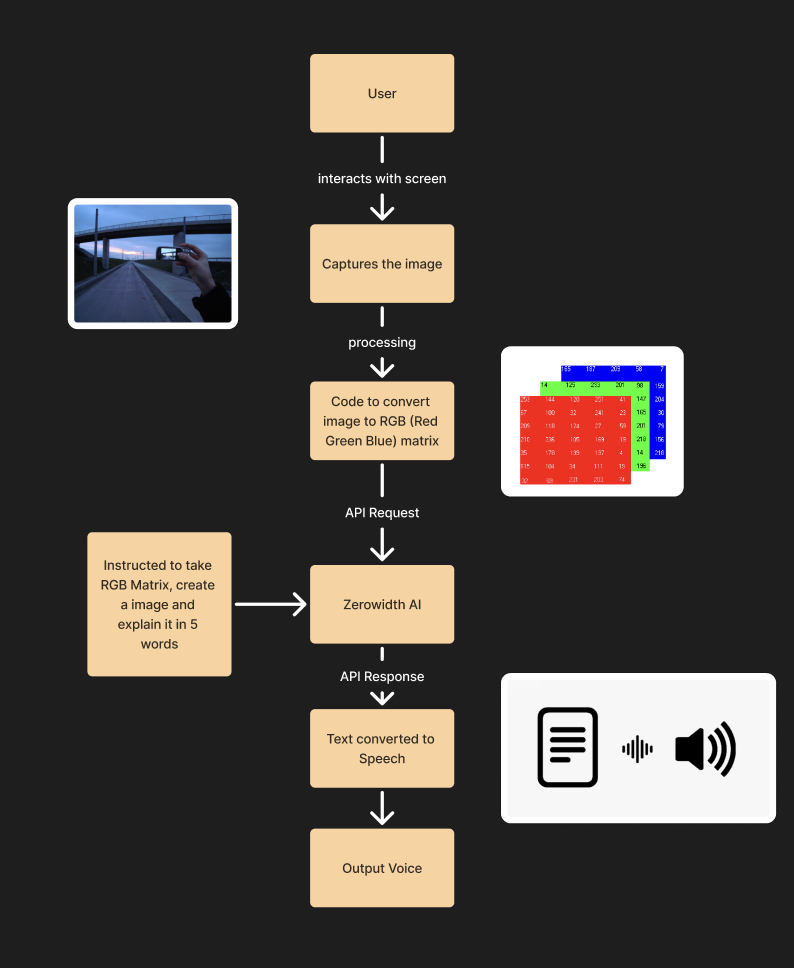 User
interacts with screen
Captures the image
processing
Code to convert
image to RGB (Red
Green Blue) matrix
165 187 209 58 7
14 125 233 201 98 159
253 144 120 251 41 147 204
67 100 32 241 23 165 30
209 118 124 27 59 201 79
210 236 105 169 19 218 156
35 178 199 197 4 14 218
115 104 34 111 19 196
32 69 231 203 74
API Request
Instructed to take
RGB Matrix, create
a image and
explain it in 5
words
Zerowidth AI
API Response
Text converted to
Speech
Output Voice